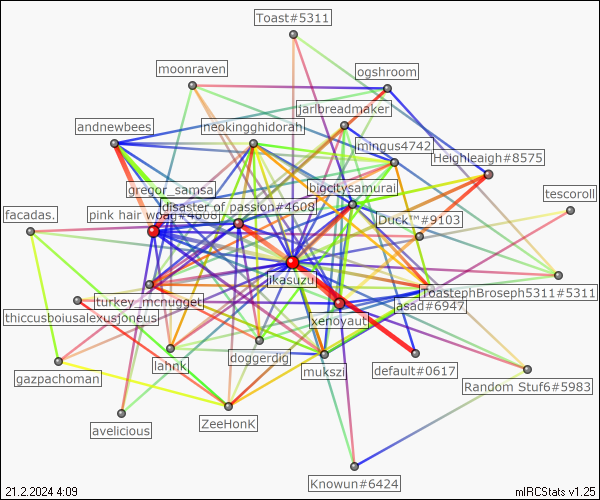 Toast#5311
moonraven
ogshroom
jarlbreadmaker
andnewbees
neokingghidorah
mingus4742
Heighleaigh#8575
gregor_samsa
biocitysamurai
tescoroll
disaster of passion#4608
facadas.
pink hair woag#4608
Duck™#9103
ikasuzu
turkey_mcnugget
ToastephBroseph5311#5311
asad#6947
thiccusboiusalexusjoneus
xenoyaut
doggerdig
lahnk
mukszi
default#0617
gazpachoman
Random Stuf6#5983
ZeeHonK
avelicious
Knowun#6424
21.2.2024 4:09
mIRCStats v1.25